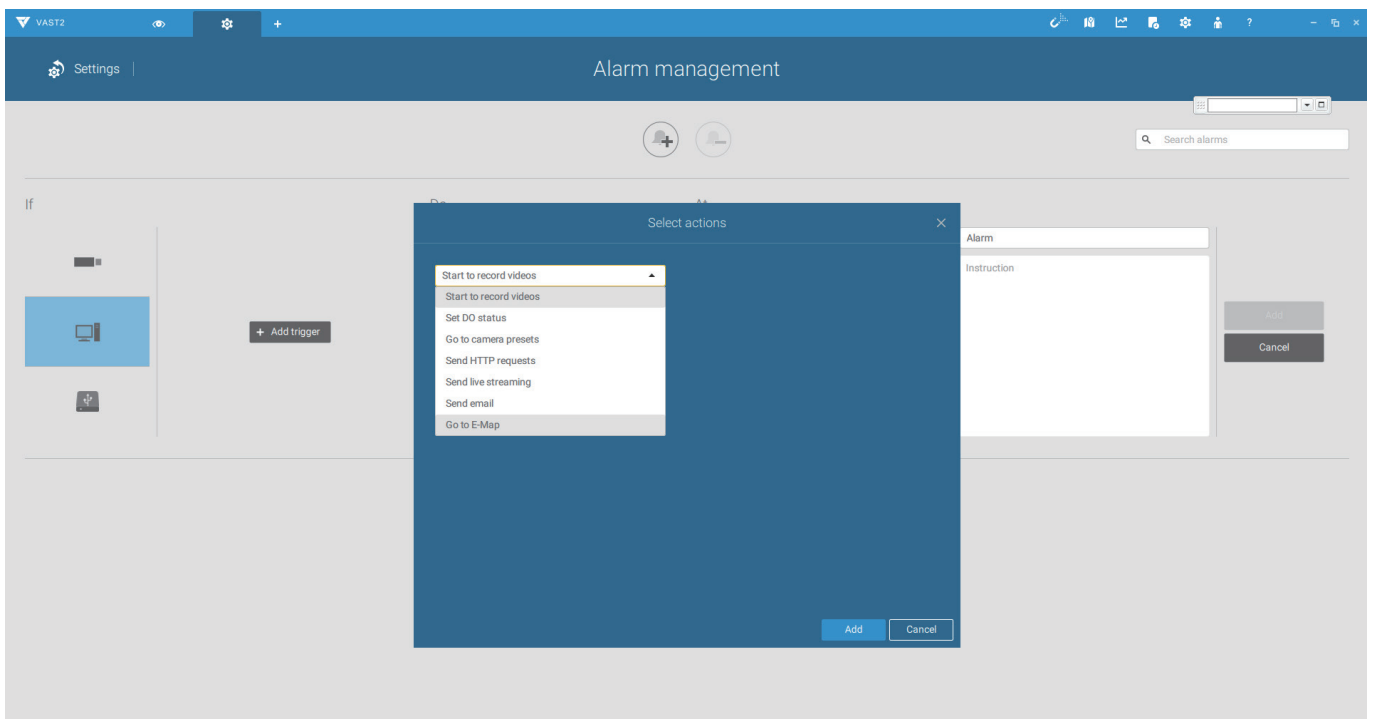 VAST2
+
?
Settings
Alarm management
Search alarms
If
Do
At
Select actions
Alarm
Start to record videos
Instruction
Start to record videos
Set DO status
Go to camera presets
Send HTTP requests
Send live streaming
Send email
Go to E-Map
+ Add trigger
Add
Cancel
Add
Cancel